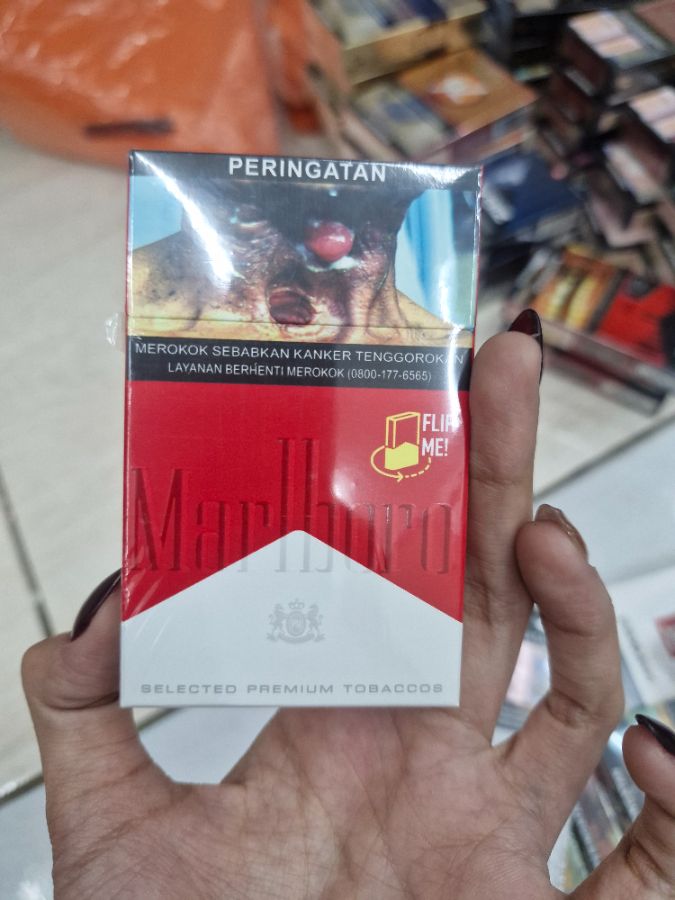 PERINGATAN
MEROKOK SEBABKAN KANKER TENGGOROKAN
LAYANAN BERHENTI MEROKOK (0800-177-6565)
FLIP
ME!
Marlboro
SELECTED PREMIUM TOBACCOS